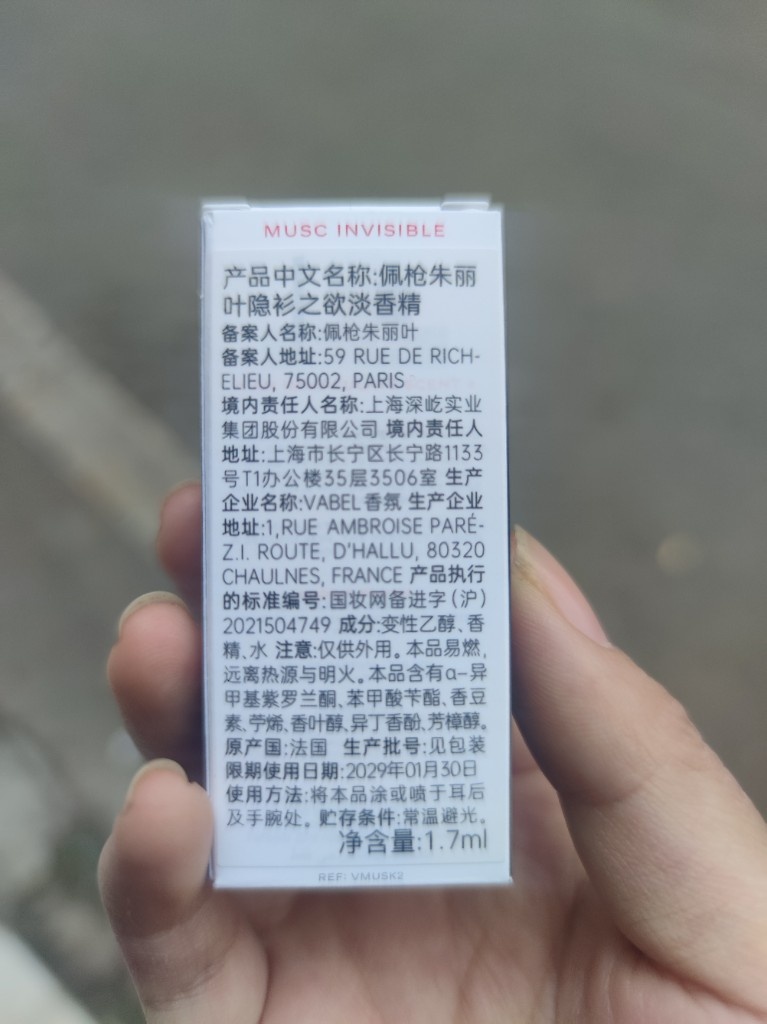 MUSC INVISIBLE
产品中文名称:佩枪朱丽
叶隐衫之欲淡香精
备案人名称:佩枪朱丽叶
备案人地址:59 RUE DE RICH-
ELIEU, 75002, PARIS
境内责任人名称:上海深屹实业
集团股份有限公司 境内责任人
地址:上海市长宁区长宁路1133
号T1办公楼35层3506室 生产
企业名称:VABEL香氛 生产企业
地址:1,RUE AMBROISE PARÉ-
Z.I. ROUTE, D'HALLU, 80320
CHAULNES, FRANCE 产品执行
的标准编号:国妆网备进字(沪)
2021504749 成分:变性乙醇、香
精、水 注意:仅供外用。本品易燃,
远离热源与明火。本品含有α-异
甲基紫罗兰酮、苯甲酸苄酯、香豆
素、苧烯、香叶醇、异丁香酚、芳樟醇。
原产国:法国 生产批号:见包装
限期使用日期:2029年01月30日
使用方法:将本品涂或喷于耳后
及手腕处。贮存条件:常温避光。
净含量:1.7ml
REF: VMUSK2